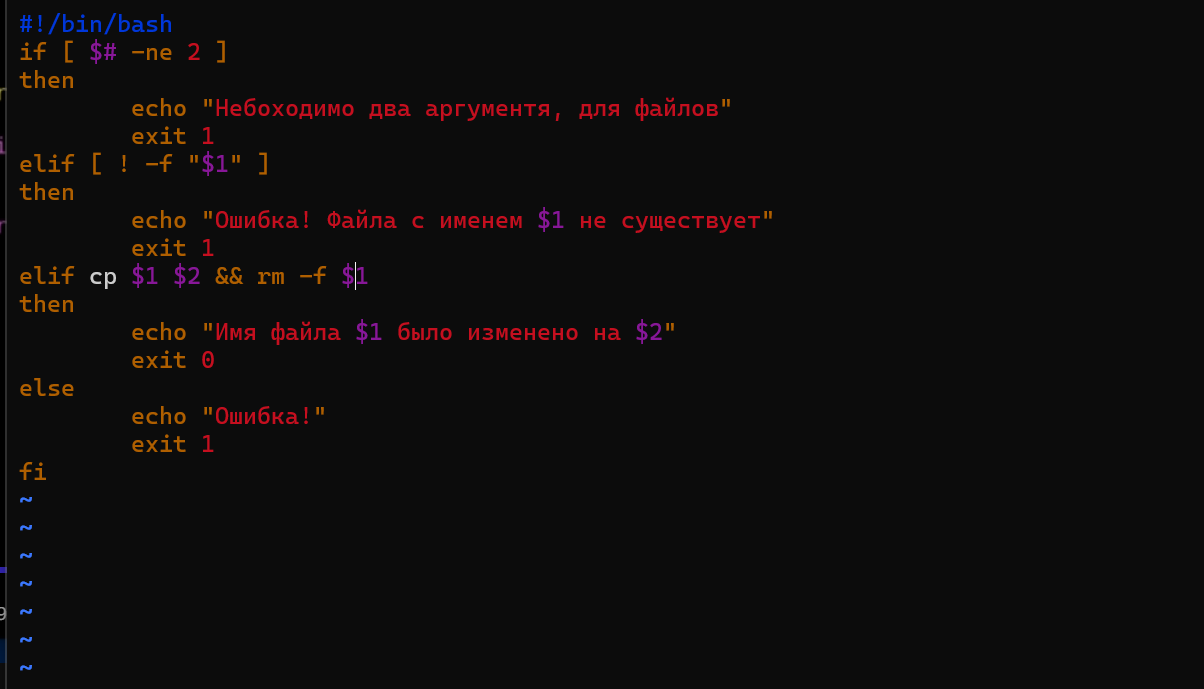 #!/bin/bash
if [ $# -ne 2 ]
then
        echo "Небоходимо два аргументя, для файлов"
        exit 1
elif [ ! -f "$1" ]
then
        echo "Ошибка! Файла с именем $1 не существует"
        exit 1
elif cp $1 $2 && rm -f $1
then
        echo "Имя файла $1 было изменено на $2"
        exit 0
else
        echo "Ошибка!"
        exit 1
fi
~
~
~
~
~
~
~